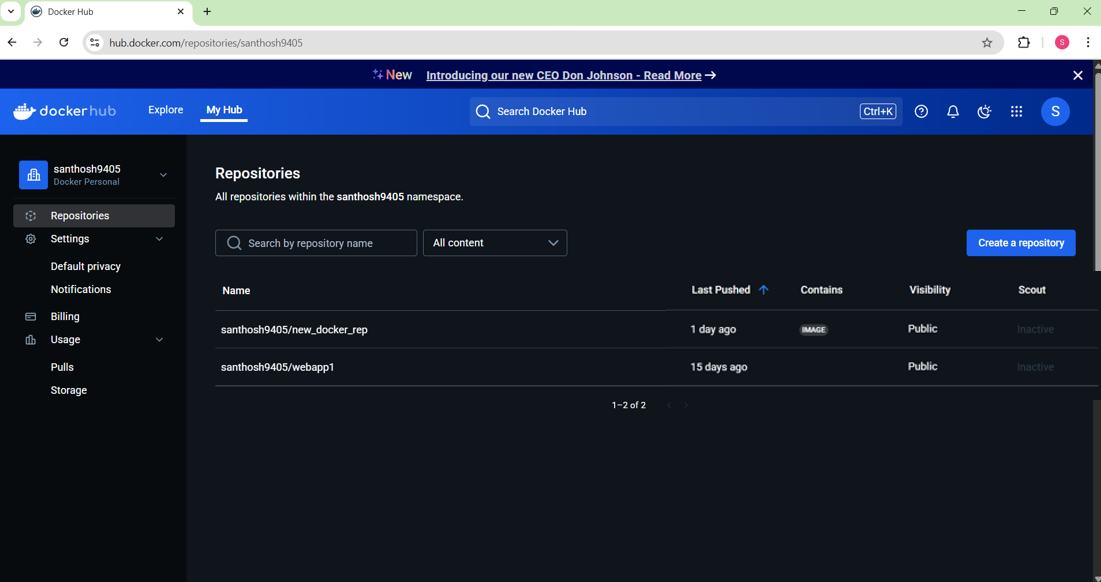 Docker Hub
hub.docker.com/repositories/santhosh9405
S
New Introducing our new CEO Don Johnson - Read More →
dockerhub Explore My Hub Search Docker Hub Ctrl+K S
santhosh9405
Docker Personal
Repositories
Settings
Default privacy
Notifications
Billing
Usage
Pulls
Storage
Repositories
All repositories within the santhosh9405 namespace.
Search by repository name All content Create a repository
Name Last Pushed Contains Visibility Scout
santhosh9405/new_docker_rep 1 day ago IMAGE Public Inactive
santhosh9405/webapp1 15 days ago Public Inactive
1–2 of 2